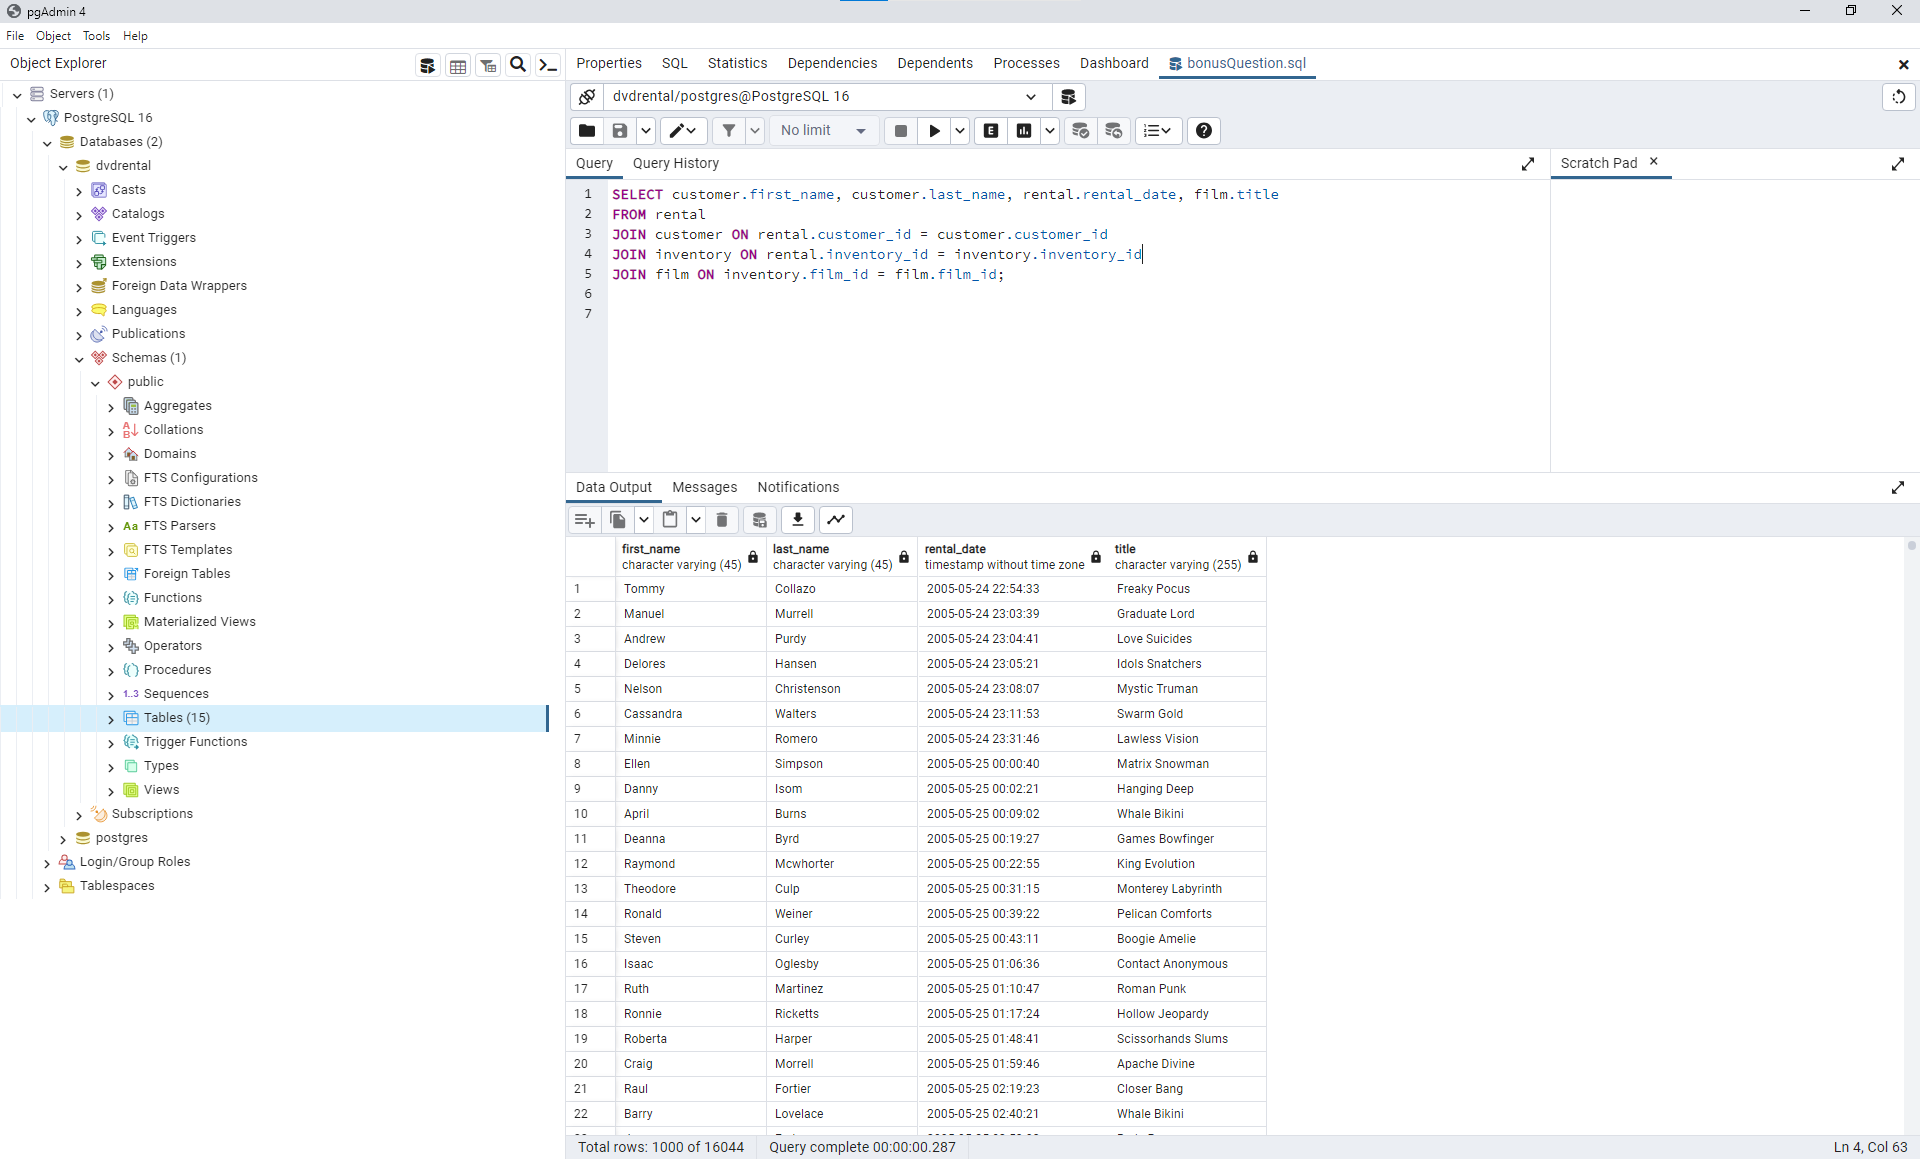 pgAdmin 4
File Object Tools Help
Object Explorer
Servers (1)
PostgreSQL 16
Databases (2)
dvdrental
Casts
Catalogs
Event Triggers
Extensions
Foreign Data Wrappers
Languages
Publications
Schemas (1)
public
Aggregates
Collations
Domains
FTS Configurations
FTS Dictionaries
Aa FTS Parsers
FTS Templates
Foreign Tables
Functions
Materialized Views
Operators
Procedures
1..3 Sequences
Tables (15)
Trigger Functions
Types
Views
Subscriptions
postgres
Login/Group Roles
Tablespaces
Properties SQL Statistics Dependencies Dependents Processes Dashboard bonusQuestion.sql
dvdrental/postgres@PostgreSQL 16
No limit E
Query Query History
Scratch Pad
1 SELECT customer.first_name, customer.last_name, rental.rental_date, film.title
2 FROM rental
3 JOIN customer ON rental.customer_id = customer.customer_id
4 JOIN inventory ON rental.inventory_id = inventory.inventory_id
5 JOIN film ON inventory.film_id = film.film_id;
6
7
Data Output Messages Notifications
first_name last_name rental_date title
character varying (45) character varying (45) timestamp without time zone character varying (255)
1 Tommy Collazo 2005-05-24 22:54:33 Freaky Pocus
2 Manuel Murrell 2005-05-24 23:03:39 Graduate Lord
3 Andrew Purdy 2005-05-24 23:04:41 Love Suicides
4 Delores Hansen 2005-05-24 23:05:21 Idols Snatchers
5 Nelson Christenson 2005-05-24 23:08:07 Mystic Truman
6 Cassandra Walters 2005-05-24 23:11:53 Swarm Gold
7 Minnie Romero 2005-05-24 23:31:46 Lawless Vision
8 Ellen Simpson 2005-05-25 00:00:40 Matrix Snowman
9 Danny Isom 2005-05-25 00:02:21 Hanging Deep
10 April Burns 2005-05-25 00:09:02 Whale Bikini
11 Deanna Byrd 2005-05-25 00:19:27 Games Bowfinger
12 Raymond Mcwhorter 2005-05-25 00:22:55 King Evolution
13 Theodore Culp 2005-05-25 00:31:15 Monterey Labyrinth
14 Ronald Weiner 2005-05-25 00:39:22 Pelican Comforts
15 Steven Curley 2005-05-25 00:43:11 Boogie Amelie
16 Isaac Oglesby 2005-05-25 01:06:36 Contact Anonymous
17 Ruth Martinez 2005-05-25 01:10:47 Roman Punk
18 Ronnie Ricketts 2005-05-25 01:17:24 Hollow Jeopardy
19 Roberta Harper 2005-05-25 01:48:41 Scissorhands Slums
20 Craig Morrell 2005-05-25 01:59:46 Apache Divine
21 Raul Fortier 2005-05-25 02:19:23 Closer Bang
22 Barry Lovelace 2005-05-25 02:40:21 Whale Bikini
Total rows: 1000 of 16044 Query complete 00:00:00.287 Ln 4, Col 63